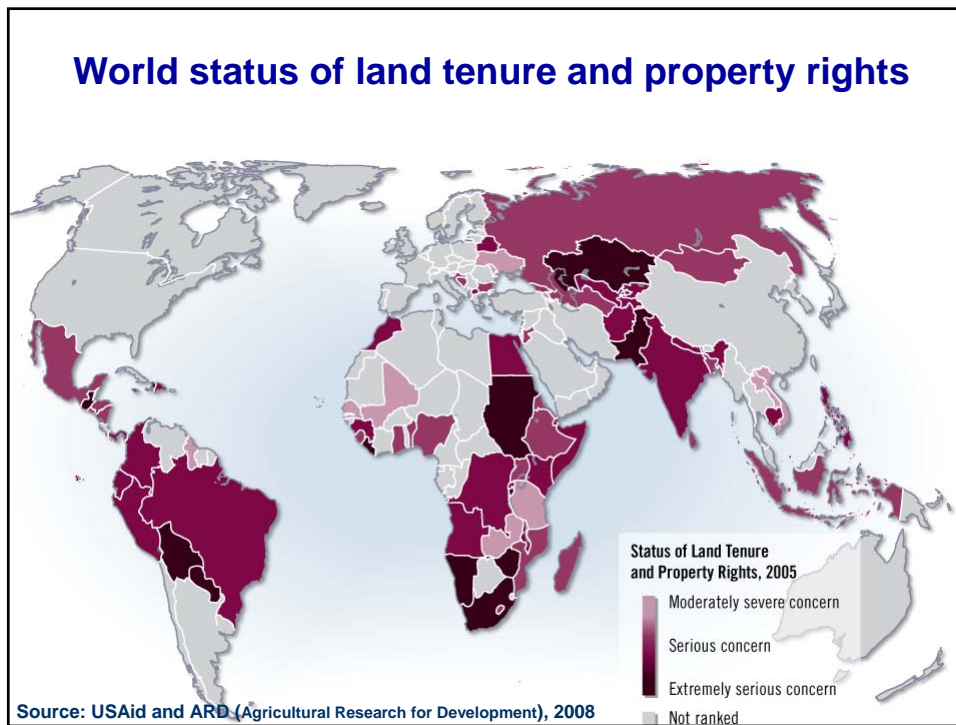 World status of land tenure and property rights
Status of Land Tenure
and Property Rights, 2005
Moderately severe concern
Serious concern
Extremely serious concern
Not ranked
Source: USAid and ARD (Agricultural Research for Development), 2008